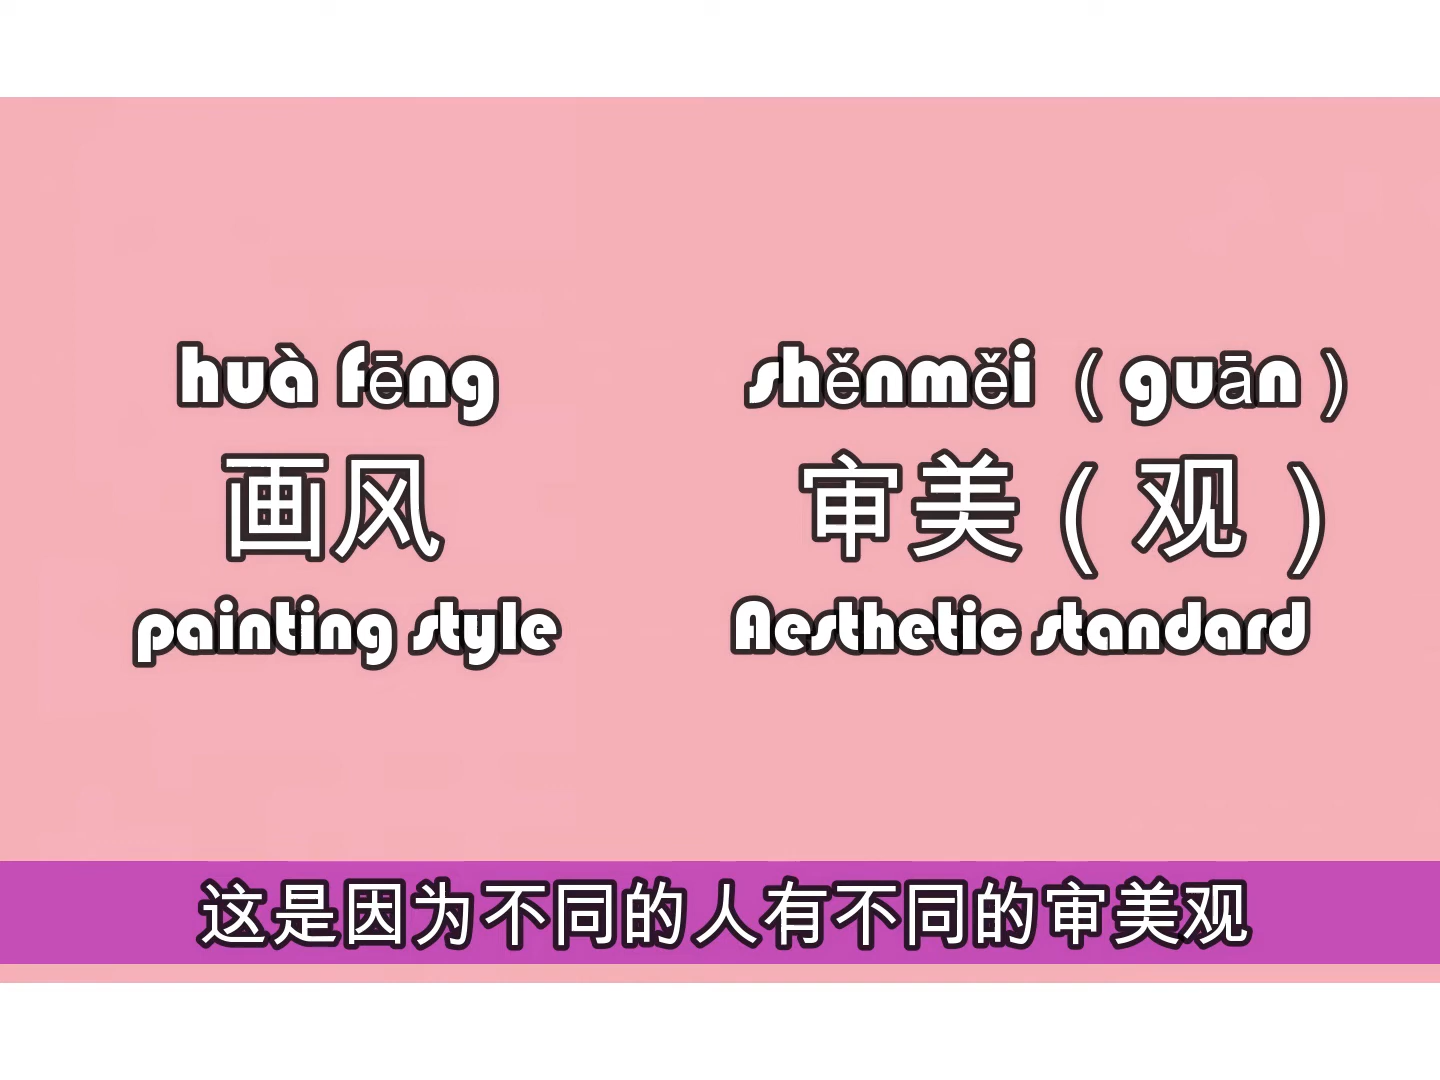 huà fēng
画风
painting style
shěnměi（guān）
审美（观）
Aesthetic standard
这是因为不同的人有不同的审美观